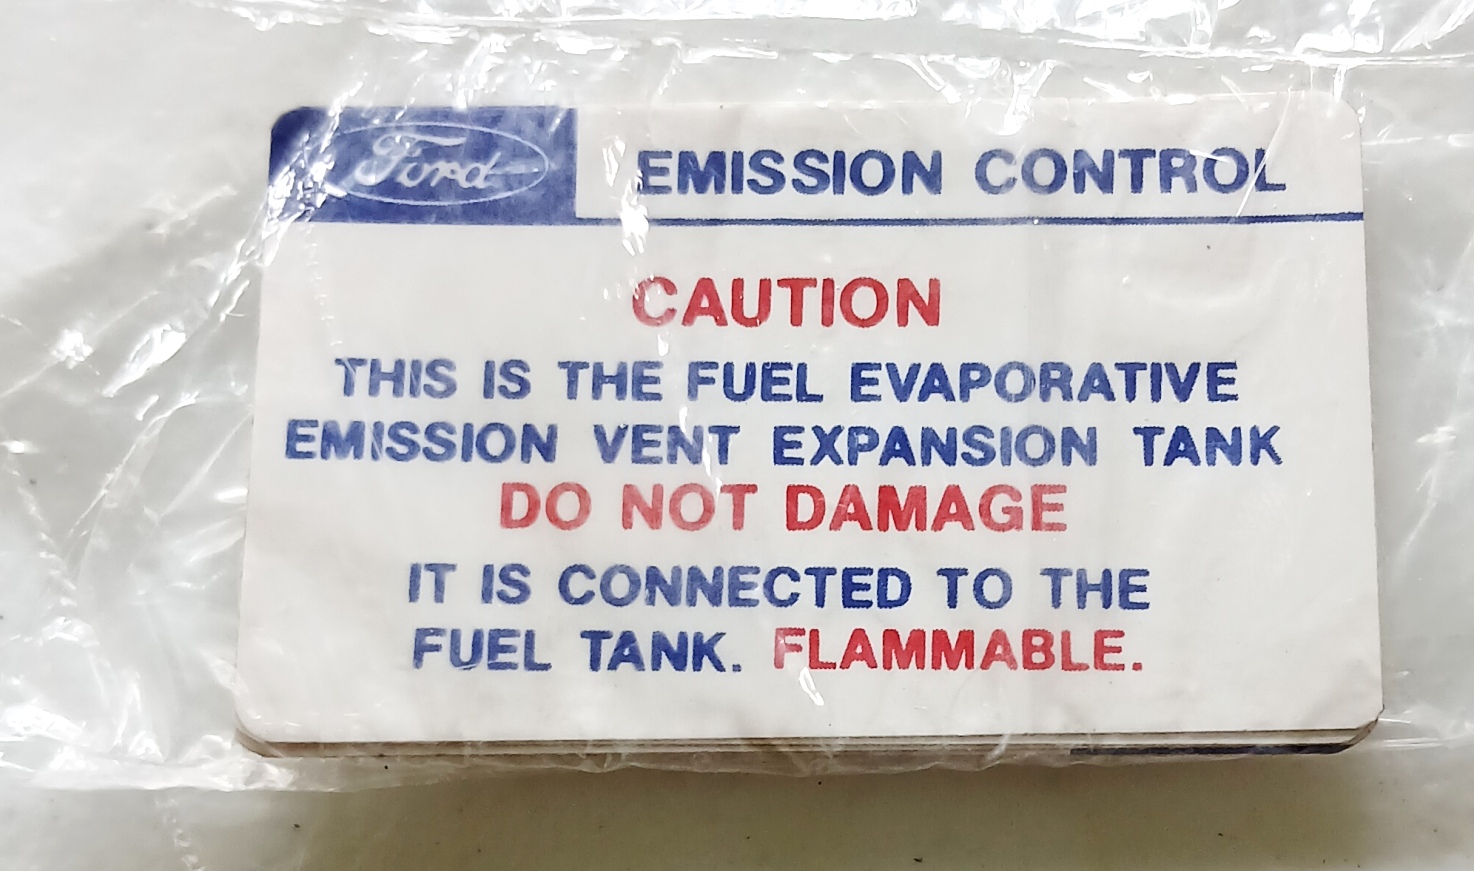 Ford
EMISSION CONTROL
CAUTION
THIS IS THE FUEL EVAPORATIVE
EMISSION VENT EXPANSION TANK
DO NOT DAMAGE
IT IS CONNECTED TO THE
FUEL TANK. FLAMMABLE.